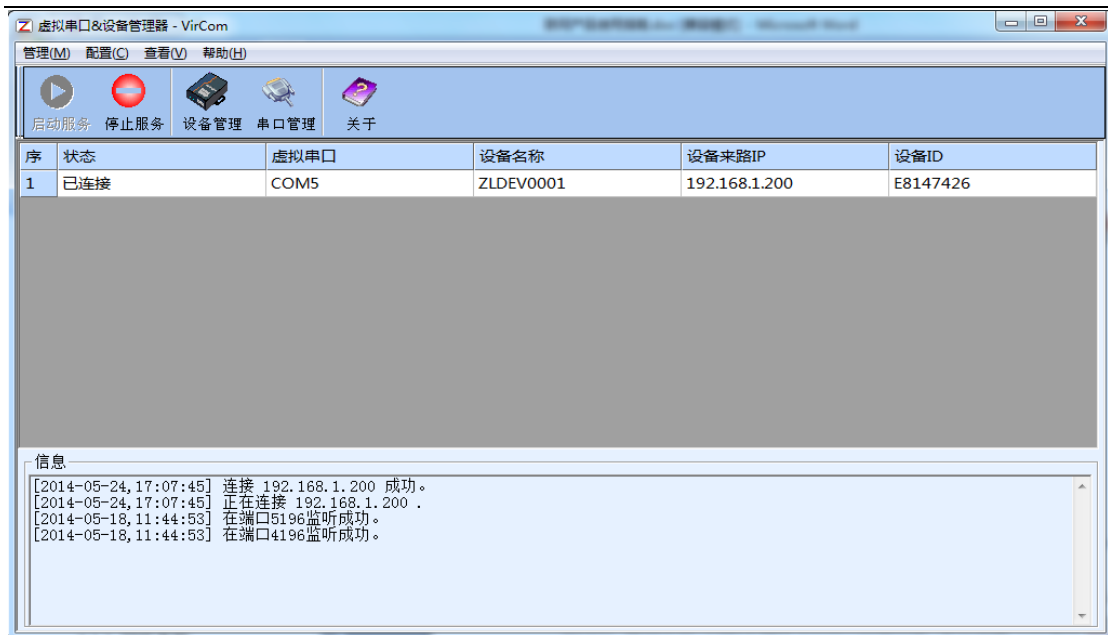 虚拟串口&设备管理器 - VirCom
管理(M) 配置(C) 查看(V) 帮助(H)
启动服务 停止服务 设备管理 串口管理 关于
序 状态 虚拟串口 设备名称 设备来路IP 设备ID
1 已连接 COM5 ZLDEV0001 192.168.1.200 E8147426
信息
[2014-05-24,17:07:45] 连接 192.168.1.200 成功。
[2014-05-24,17:07:45] 正在连接 192.168.1.200 .
[2014-05-18,11:44:53] 在端口5196监听成功。
[2014-05-18,11:44:53] 在端口4196监听成功。